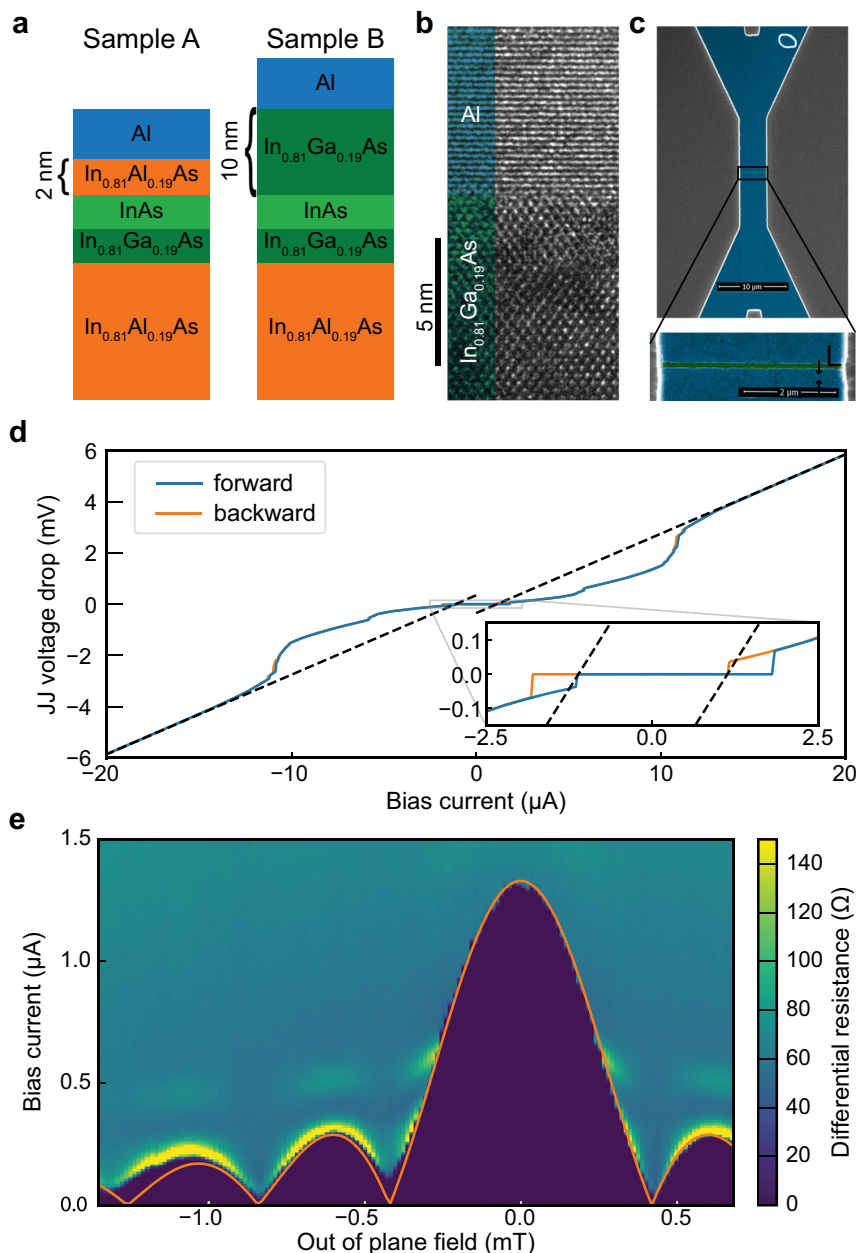 a
Sample A
Sample B
Al
In0.81Al0.19As
InAs
In0.81Ga0.19As
In0.81Al0.19As
2 nm
Al
In0.81Ga0.19As
InAs
In0.81Ga0.19As
In0.81Al0.19As
10 nm
b
Al
In0.81Ga0.19As
5 nm
c
10 μm
L
2 μm
d
JJ voltage drop (mV)
6
4
2
0
−2
−4
−6
forward
backward
0.1
0.0
−0.1
−2.5
0.0
2.5
−20
−10
0
10
20
Bias current (μA)
e
Bias current (μA)
1.5
1.0
0.5
0.0
−1.0
−0.5
0.0
0.5
Out of plane field (mT)
140
120
100
80
60
40
20
0
Differential resistance (Ω)